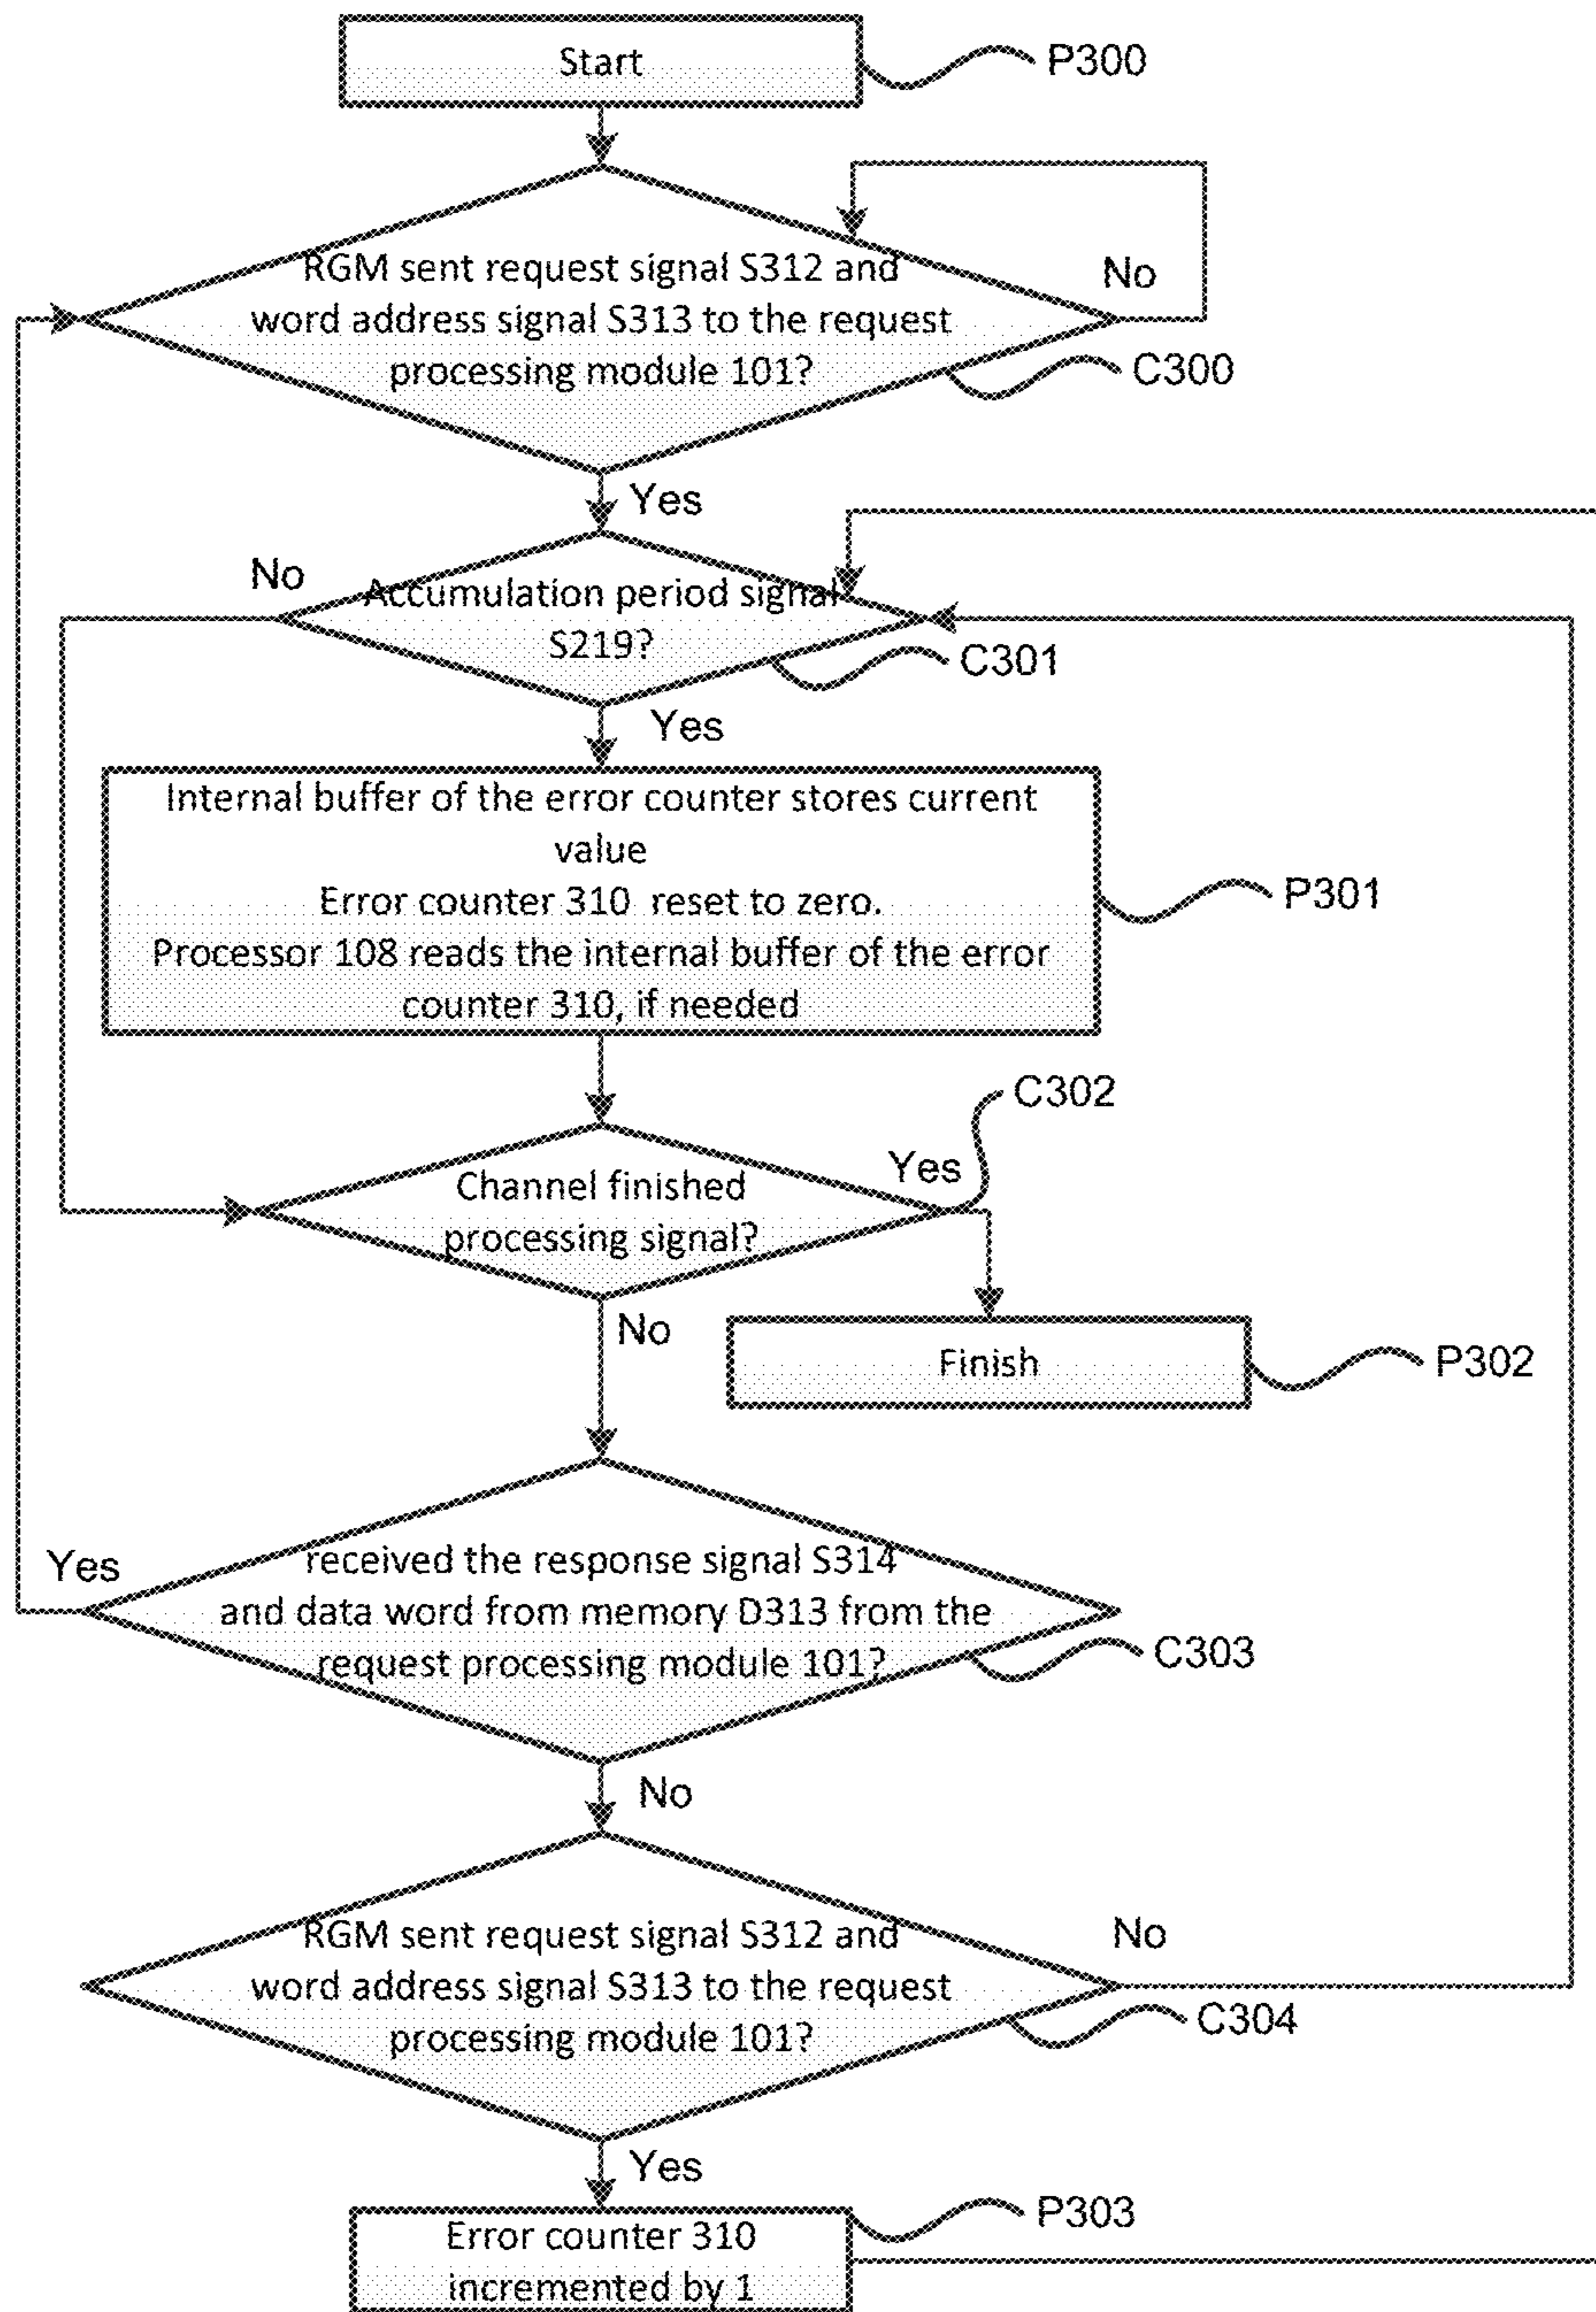 Start
P300
RGM sent request signal S312 and
word address signal S313 to the request
processing module 101?
No
C300
Yes
No
Accumulation period signal
S219?
C301
Yes
Internal buffer of the error counter stores current
value
Error counter 310 reset to zero.
Processor 108 reads the internal buffer of the error
counter 310, if needed
P301
C302
Channel finished
processing signal?
Yes
No
Finish
P302
Yes
received the response signal S314
and data word from memory D313 from the
request processing module 101?
C303
No
RGM sent request signal S312 and
word address signal S313 to the request
processing module 101?
No
C304
Yes
P303
Error counter 310
incremented by 1